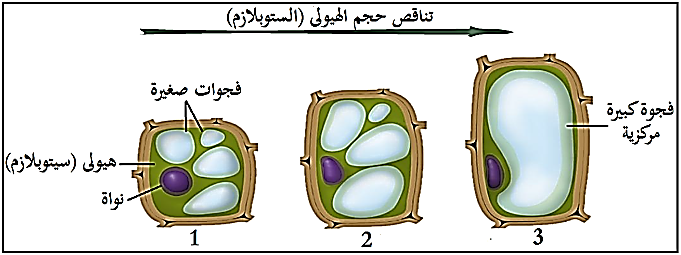 تناقص حجم الهيولى (الستوبلازم)
فجوات صغيرة
هيولى (سيتوبلازم)
نواة
فجوة كبيرة
مركزية
1
2
3